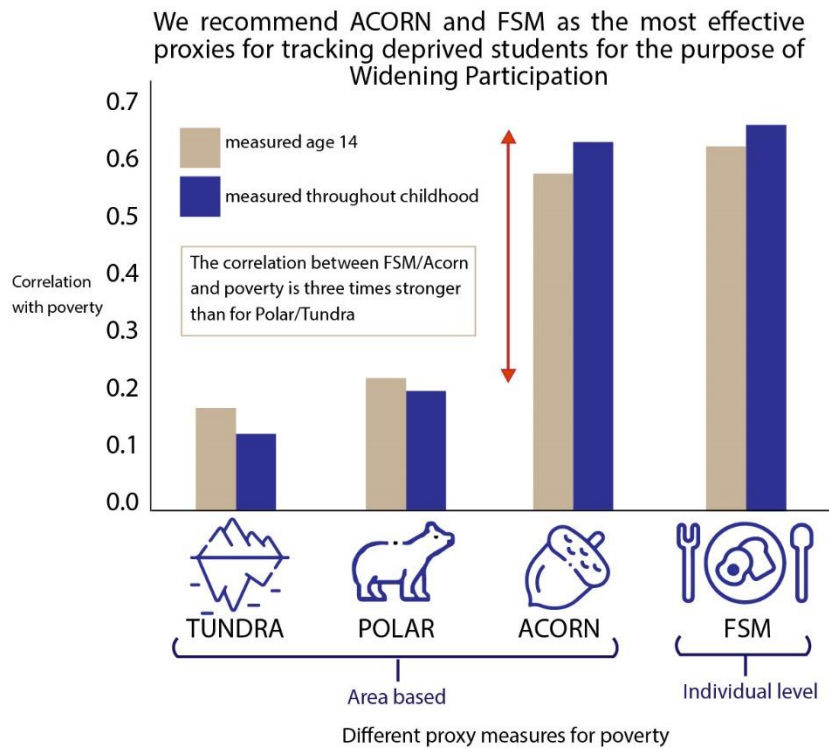 We recommend ACORN and FSM as the most effective
proxies for tracking deprived students for the purpose of
Widening Participation
0.7
0.6
0.5
0.4
0.3
0.2
0.1
0.0
Correlation
with poverty
measured age 14
measured throughout childhood
The correlation between FSM/Acorn
and poverty is three times stronger
than for Polar/Tundra
TUNDRA POLAR ACORN FSM
Area based Individual level
Different proxy measures for poverty